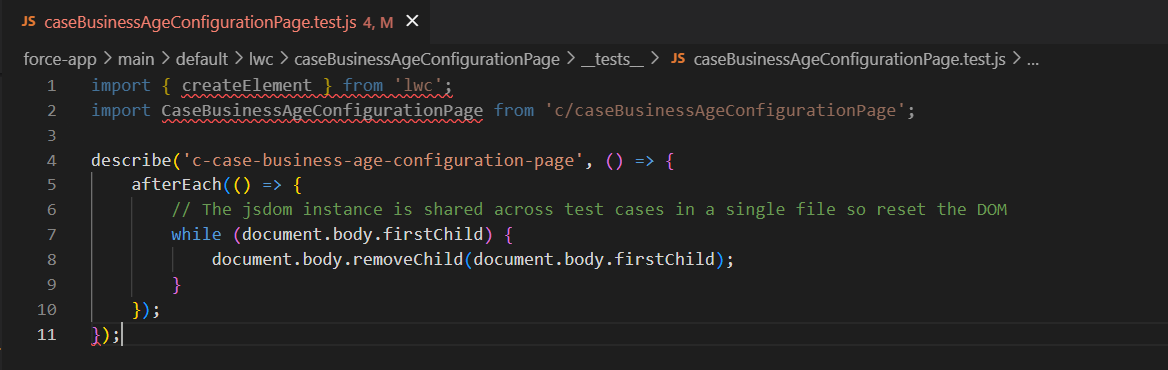 JS caseBusinessAgeConfigurationPage.test.js 4, M ×
force-app > main > default > lwc > caseBusinessAgeConfigurationPage > __tests__ > JS caseBusinessAgeConfigurationPage.test.js > ...
1 import { createElement } from 'lwc';
2 import CaseBusinessAgeConfigurationPage from 'c/caseBusinessAgeConfigurationPage';
3
4 describe('c-case-business-age-configuration-page', () => {
5     afterEach(() => {
6         // The jsdom instance is shared across test cases in a single file so reset the DOM
7         while (document.body.firstChild) {
8             document.body.removeChild(document.body.firstChild);
9         }
10     });
11 });